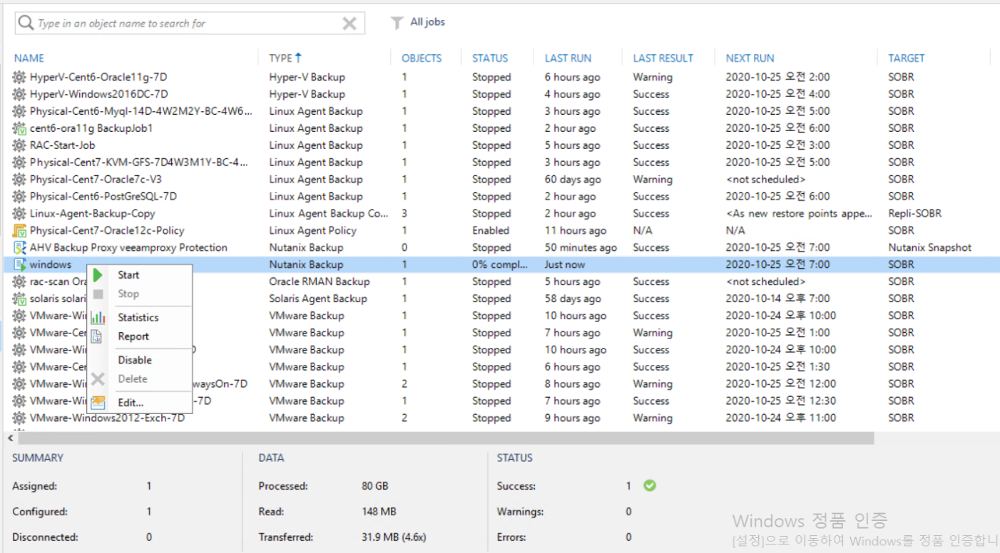 Type in an object name to search for All jobs
NAME TYPE OBJECTS STATUS LAST RUN LAST RESULT NEXT RUN TARGET
HyperV-Cent6-Oracle11g-7D Hyper-V Backup 1 Stopped 6 hours ago Warning 2020-10-25 오전 2:00 SOBR
HyperV-Windows2016DC-7D Hyper-V Backup 1 Stopped 4 hours ago Success 2020-10-25 오전 4:00 SOBR
Physical-Cent6-Myql-14D-4W2M2Y-BC-4W6... Linux Agent Backup 1 Stopped 3 hours ago Success 2020-10-25 오전 5:00 SOBR
cent6-ora11g BackupJob1 Linux Agent Backup 1 Stopped 2 hour ago Success 2020-10-25 오전 6:00 SOBR
RAC-Start-Job Linux Agent Backup 1 Stopped 5 hours ago Success 2020-10-25 오전 3:00 SOBR
Physical-Cent7-KVM-GFS-7D4W3M1Y-BC-4... Linux Agent Backup 1 Stopped 3 hours ago Success 2020-10-25 오전 5:00 SOBR
Physical-Cent7-Oracle7c-V3 Linux Agent Backup 1 Stopped 60 days ago Warning <not scheduled> SOBR
Physical-Cent6-PostGreSQL-7D Linux Agent Backup 1 Stopped 2 hour ago Success 2020-10-25 오전 6:00 SOBR
Linux-Agent-Backup-Copy Linux Agent Backup Co... 3 Stopped 2 hour ago Success <As new restore points appe... Repli-SOBR
Physical-Cent7-Oracle12c-Policy Linux Agent Policy 1 Enabled 11 hours ago N/A N/A SOBR
AHV Backup Proxy veeamproxy Protection Nutanix Backup 0 Stopped 50 minutes ago Success 2020-10-25 오전 7:00 Nutanix Snapshot
windows Nutanix Backup 1 0% compl... Just now 2020-10-25 오전 7:00 SOBR
rac-scan Ora Oracle RMAN Backup 1 Stopped 5 hours ago Success <not scheduled> SOBR
solaris solari Solaris Agent Backup 1 Stopped 58 days ago Success 2020-10-14 오후 7:00 SOBR
VMware-Wi VMware Backup 1 Stopped 10 hours ago Success 2020-10-24 오후 10:00 SOBR
VMware-Cer VMware Backup 1 Stopped 7 hours ago Warning 2020-10-25 오전 1:00 SOBR
VMware-Wi D VMware Backup 1 Stopped 10 hours ago Success 2020-10-24 오후 10:00 SOBR
VMware-Cer VMware Backup 1 Stopped 6 hours ago Success 2020-10-25 오전 1:30 SOBR
VMware-Wi waysOn-7D VMware Backup 2 Stopped 8 hours ago Warning 2020-10-25 오전 12:00 SOBR
VMware-Wi -7D VMware Backup 1 Stopped 7 hours ago Success 2020-10-25 오전 12:30 SOBR
VMware-Windows2012-Exch-7D VMware Backup 2 Stopped 9 hours ago Warning 2020-10-24 오후 11:00 SOBR
Start
Stop
Statistics
Report
Disable
Delete
Edit...
SUMMARY DATA STATUS
Assigned: 1 Processed: 80 GB Success: 1
Configured: 1 Read: 148 MB Warnings: 0
Disconnected: 0 Transferred: 31.9 MB (4.6x) Errors: 0
Windows 정품 인증
[설정]으로 이동하여 Windows를 정품 인증합니